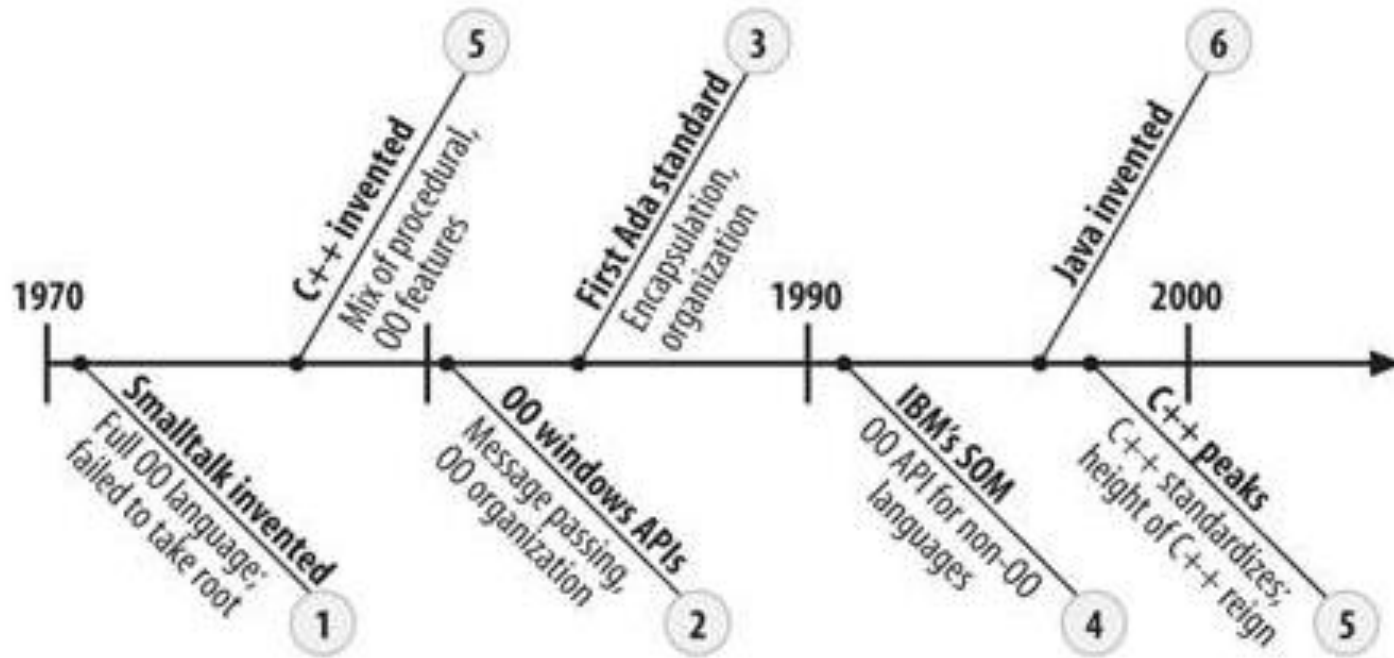 5
3
6
C++ invented
Mix of procedural,
OO features
First Ada standard
Encapsulation,
organization
Java invented
1970
1990
2000
Smalltalk invented
Full OO language;
failed to take root
OO windows APIs
Message passing,
OO organization
IBM's SOM
OO API for non-OO
languages
C++ peaks
C++ standardizes;
height of C++ reign
1
2
4
5